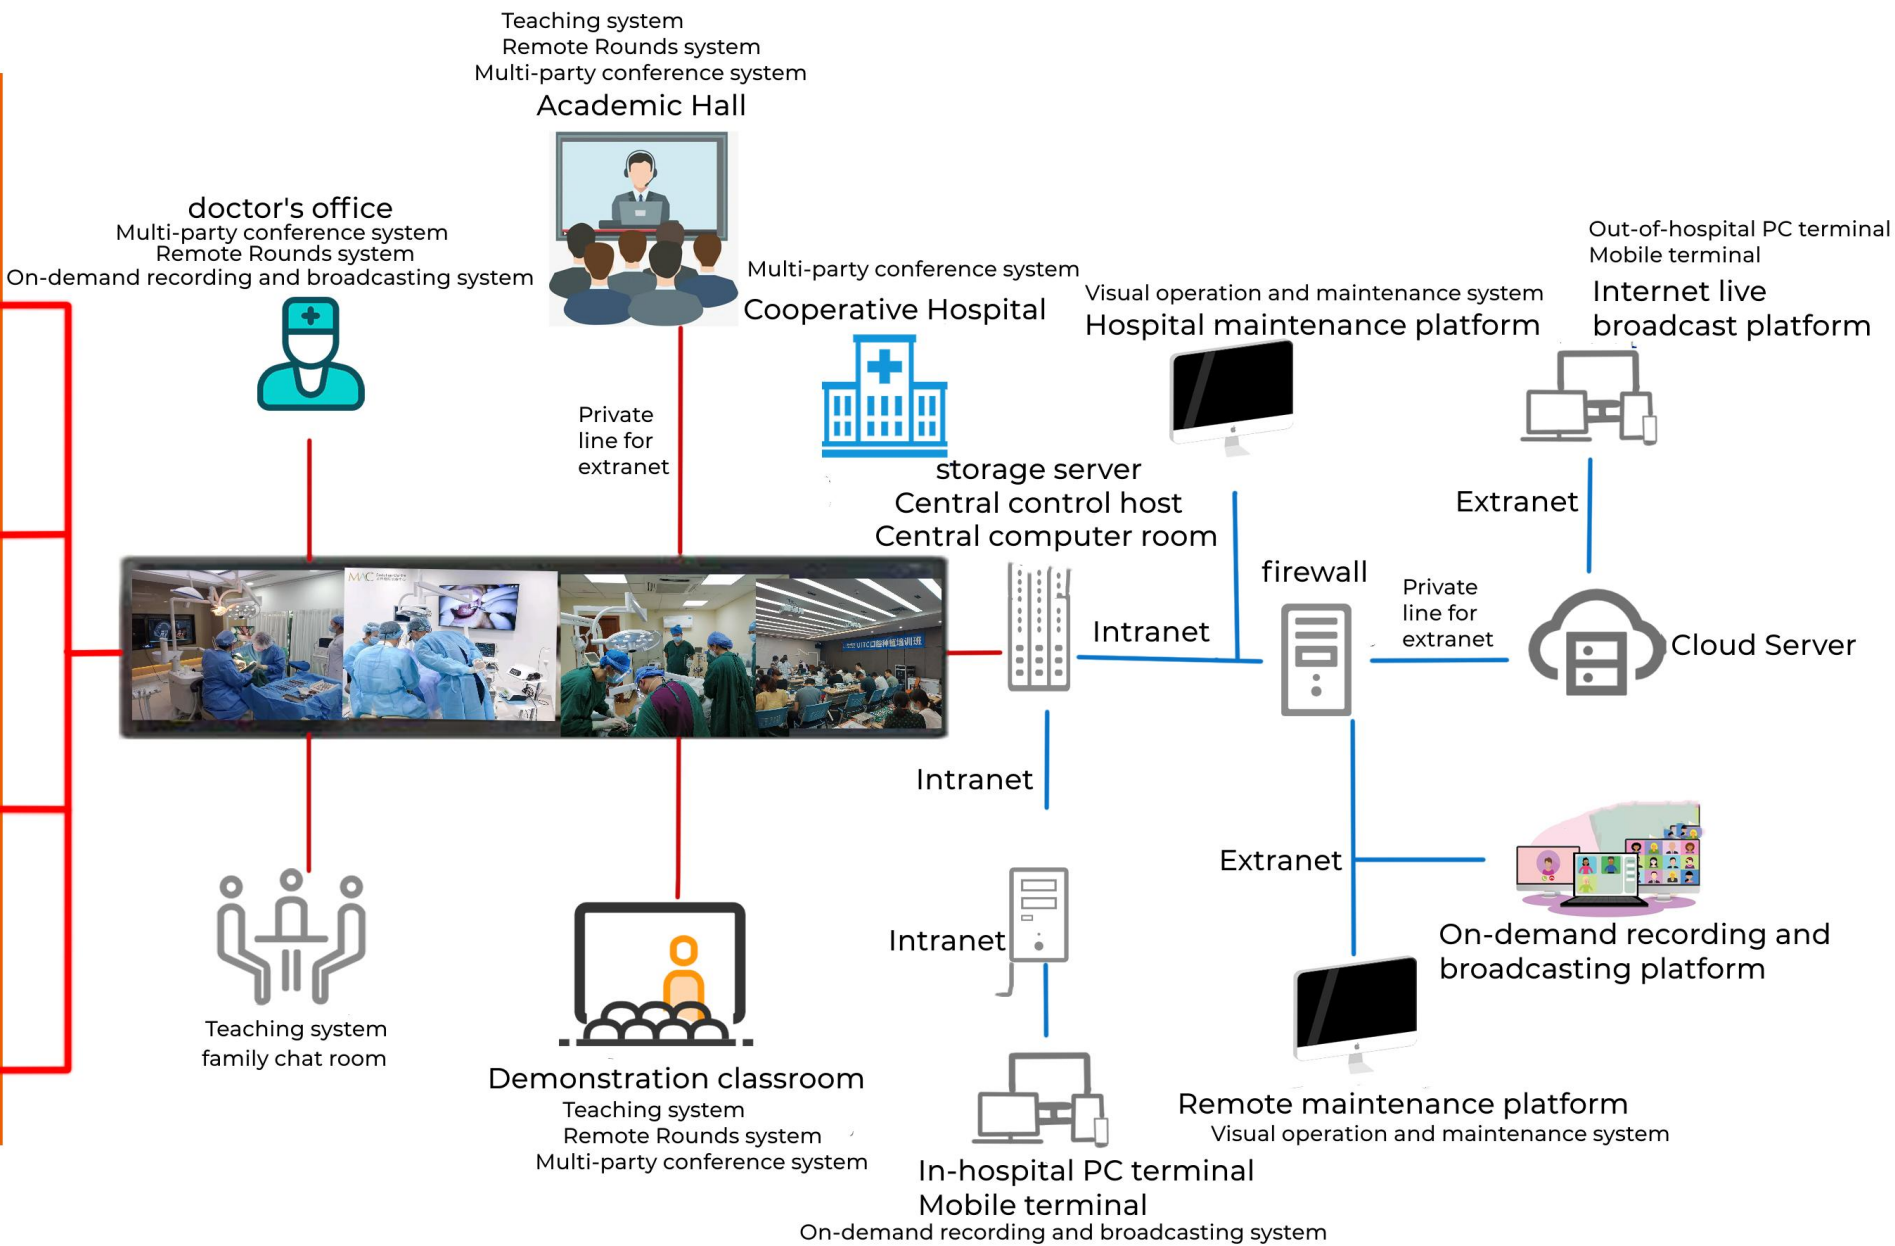 Teaching system
Remote Rounds system
Multi-party conference system
Academic Hall
doctor's office
Multi-party conference system
Remote Rounds system
On-demand recording and broadcasting system
Multi-party conference system
Cooperative Hospital
Visual operation and maintenance system
Hospital maintenance platform
Out-of-hospital PC terminal
Mobile terminal
Internet live
broadcast platform
Private
line for
extranet
storage server
Central control host
Central computer room
Extranet
firewall
Private
line for
extranet
Intranet
Cloud Server
MAC
Intranet
Extranet
Intranet
On-demand recording and
broadcasting platform
Teaching system
family chat room
Demonstration classroom
Teaching system
Remote Rounds system
Multi-party conference system
Remote maintenance platform
Visual operation and maintenance system
In-hospital PC terminal
Mobile terminal
On-demand recording and broadcasting system